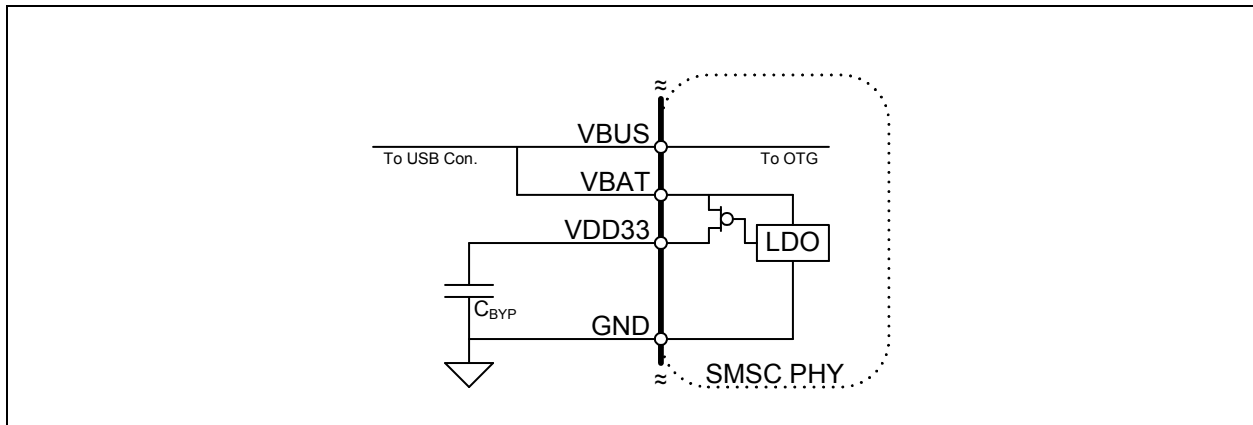 ≈
VBUS
To USB Con.
To OTG
VBAT
VDD33
LDO
CBYP
GND
≈
SMSC PHY